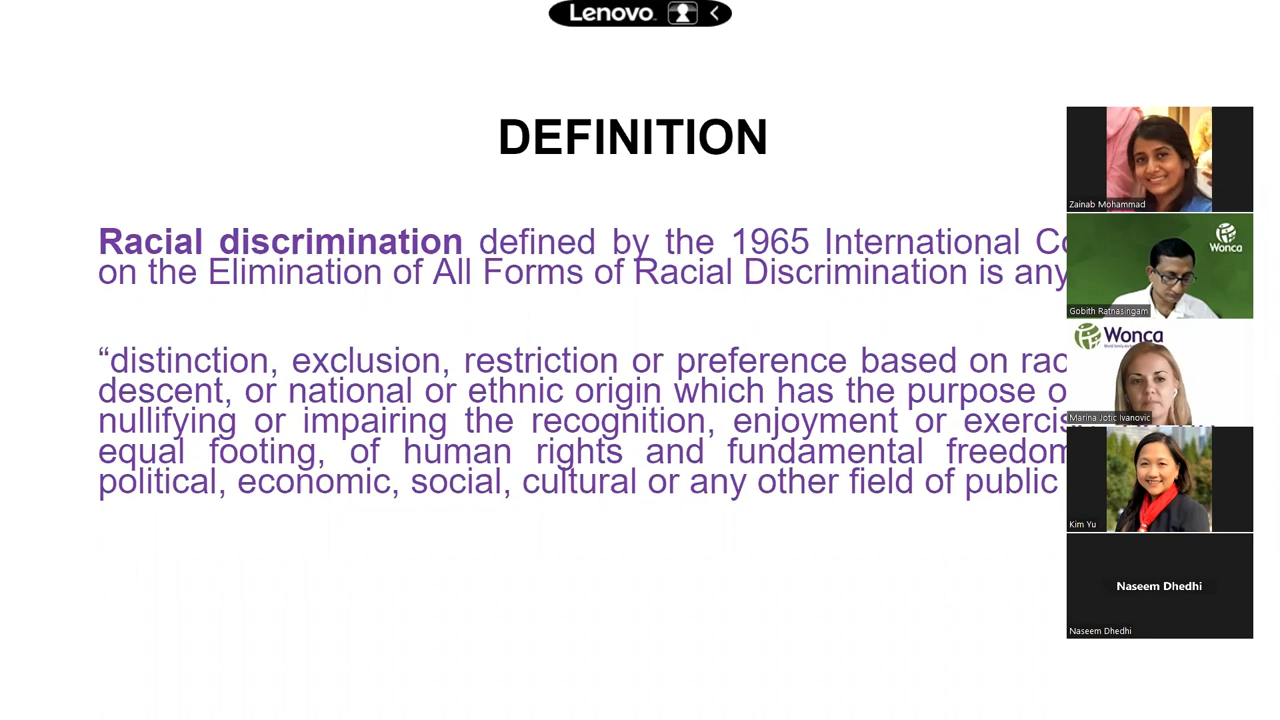 Lenovo
DEFINITION
Racial discrimination defined by the 1965 International
on the Elimination of All Forms of Racial Discrimination is any
“distinction, exclusion, restriction or preference based on
descent, or national or ethnic origin which has the purpose
nullifying or impairing the recognition, enjoyment or
equal footing, of human rights and fundamental
political, economic, social, cultural or any other field of public
Zainab Mohammad
Wonca
Gobith Ratnasingam
Wonca
Marina Jotic Ivanovic
Kim Yu
Naseem Dhedhi
Naseem Dhedhi